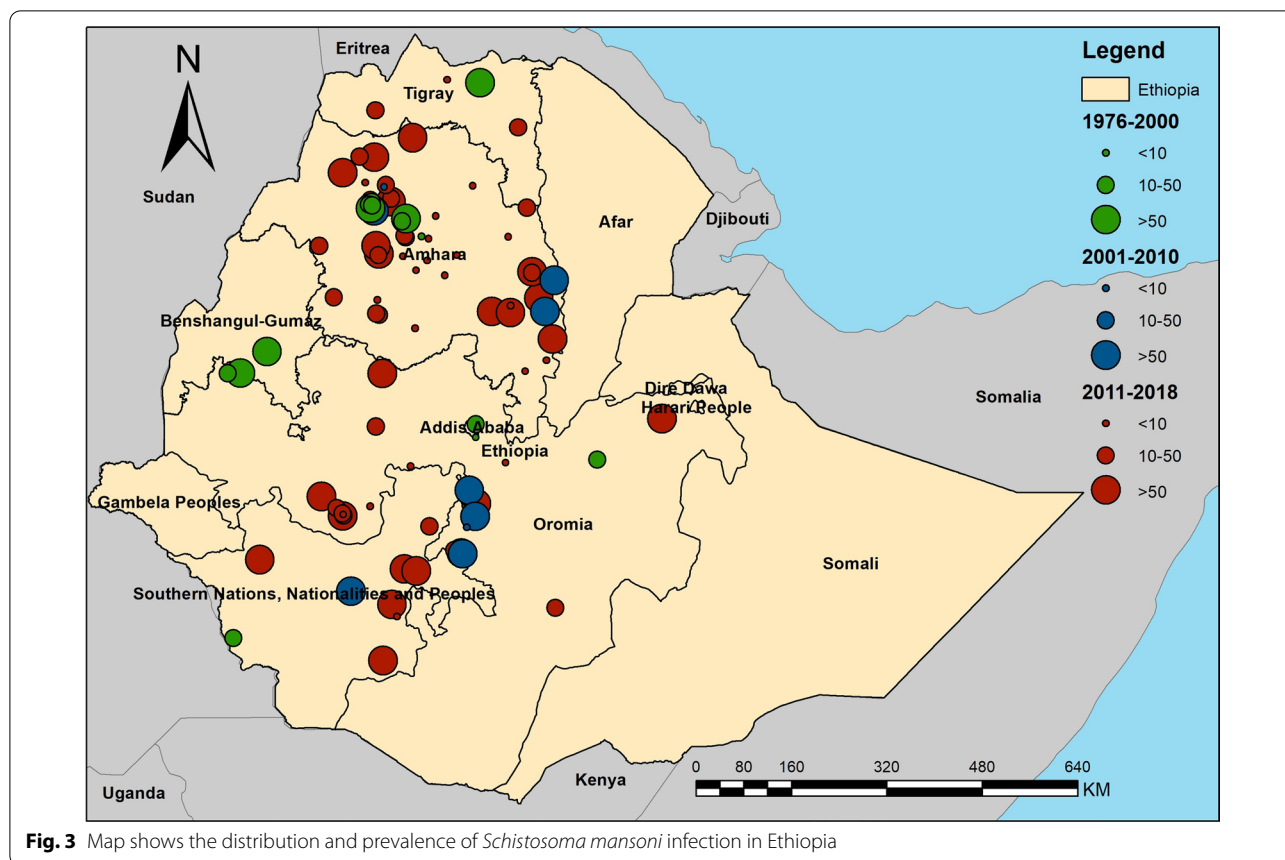 Eritrea
N
Tigray
Sudan
Afar
Djibouti
Amhara
Benshangul-Gumaz
Dire Dawa
Harari People
Somalia
Addis Ababa
Ethiopia
Gambela Peoples
Oromia
Somali
Southern Nations, Nationalities and Peoples
Kenya
Uganda
Legend
Ethiopia
1976-2000
<10
10-50
>50
2001-2010
<10
10-50
>50
2011-2018
<10
10-50
>50
0 80 160 320 480 640
KM
Fig. 3 Map shows the distribution and prevalence of Schistosoma mansoni infection in Ethiopia